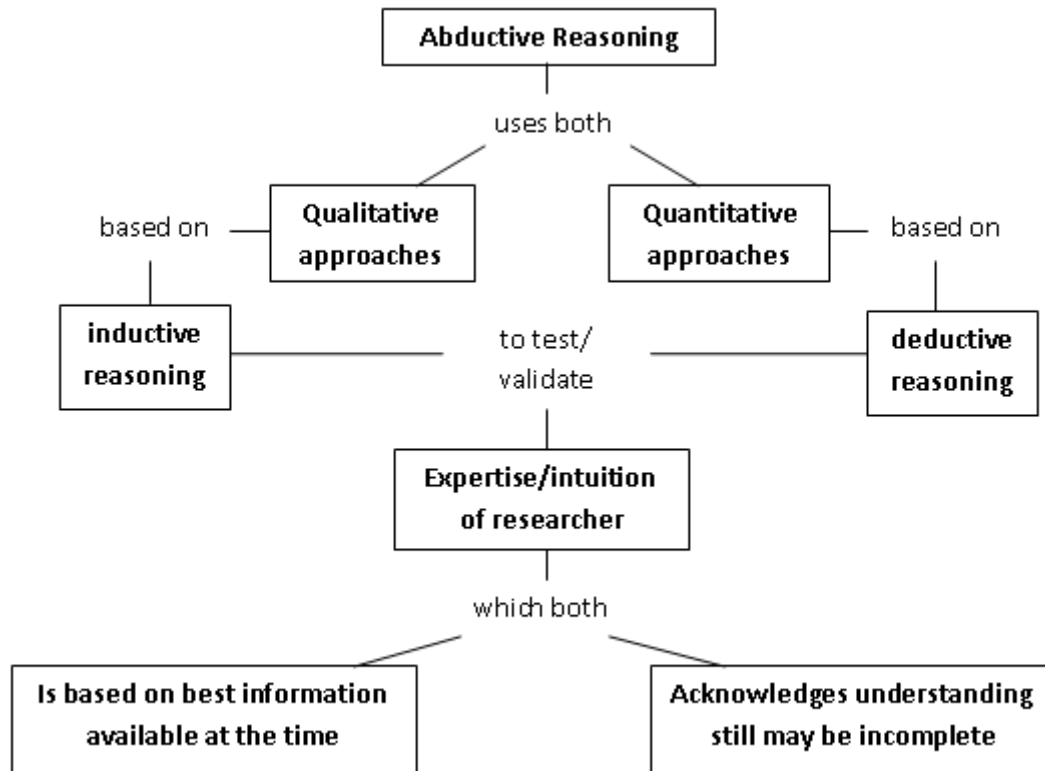 Abductive Reasoning
uses both
Qualitative
approaches
Quantitative
approaches
based on
based on
inductive
reasoning
to test/
validate
deductive
reasoning
Expertise/intuition
of researcher
which both
Is based on best information
available at the time
Acknowledges understanding
still may be incomplete